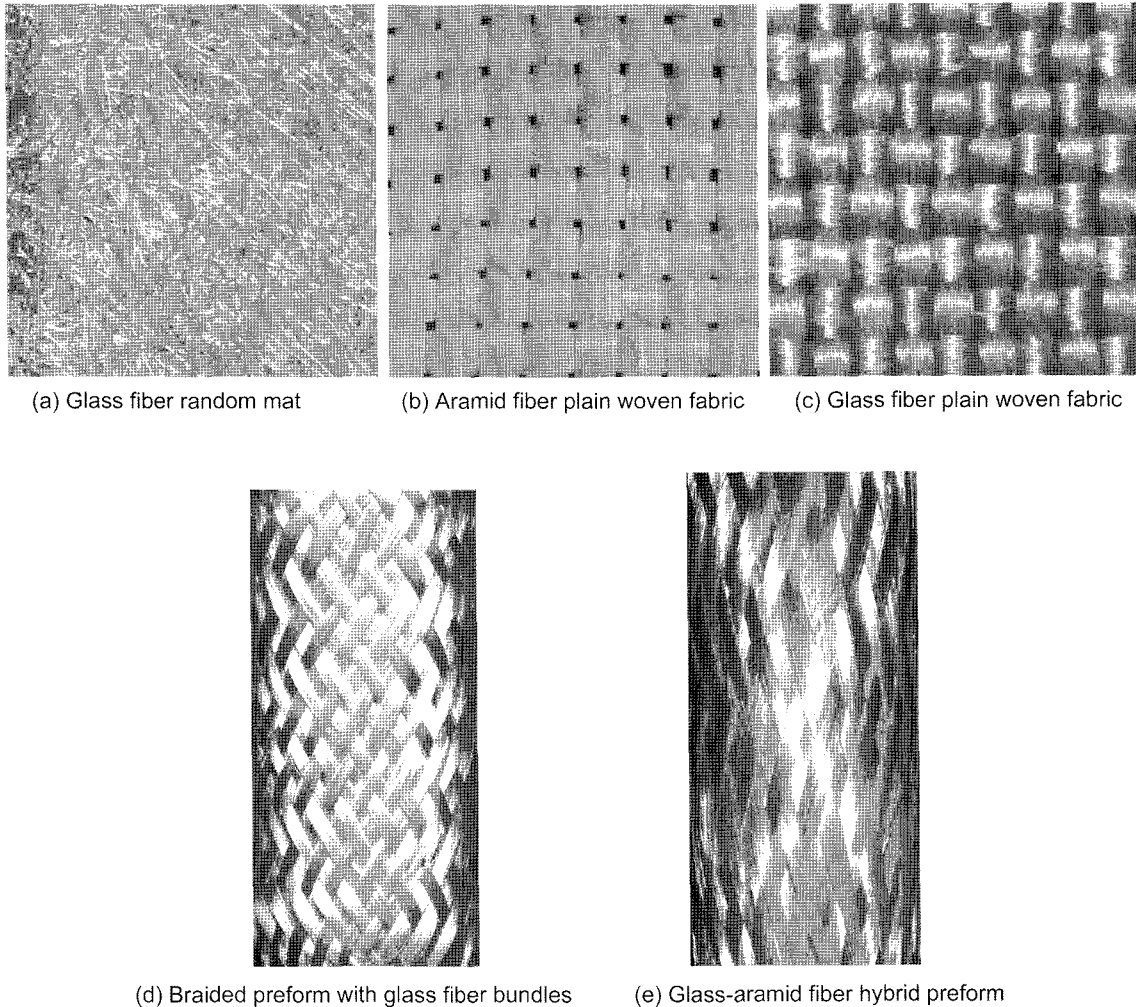 (a) Glass fiber random mat
(b) Aramid fiber plain woven fabric
(c) Glass fiber plain woven fabric
(d) Braided preform with glass fiber bundles
(e) Glass-aramid fiber hybrid preform